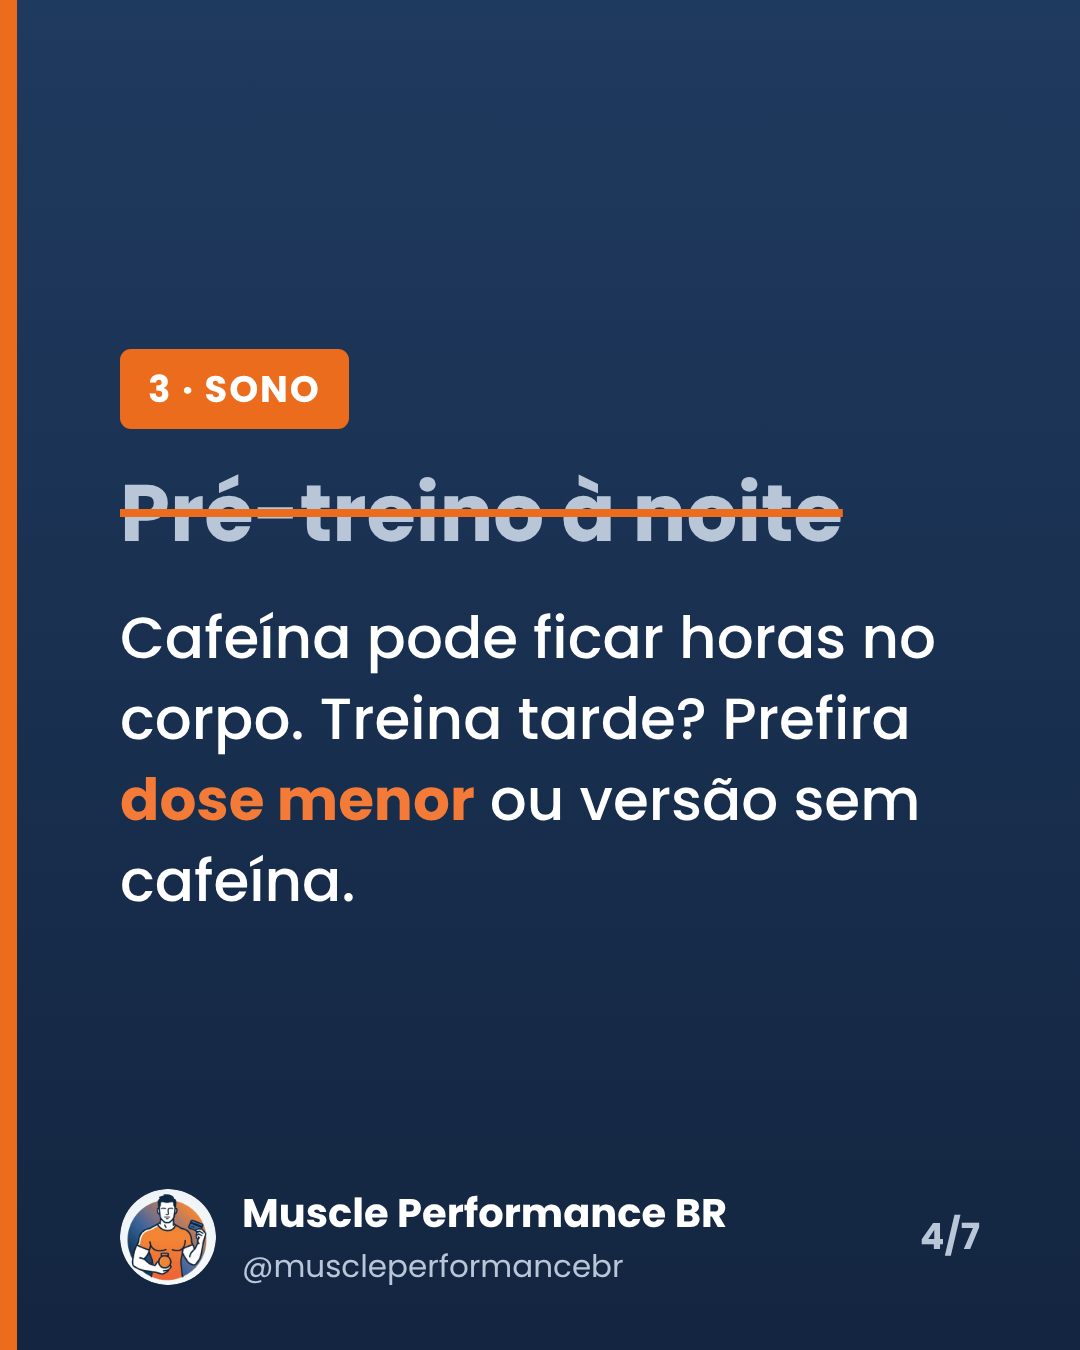 3 · SONO
Pré-treino à noite
Cafeína pode ficar horas no
corpo. Treina tarde? Prefira
dose menor ou versão sem
cafeína.
Muscle Performance BR
@muscleperformancebr
4/7